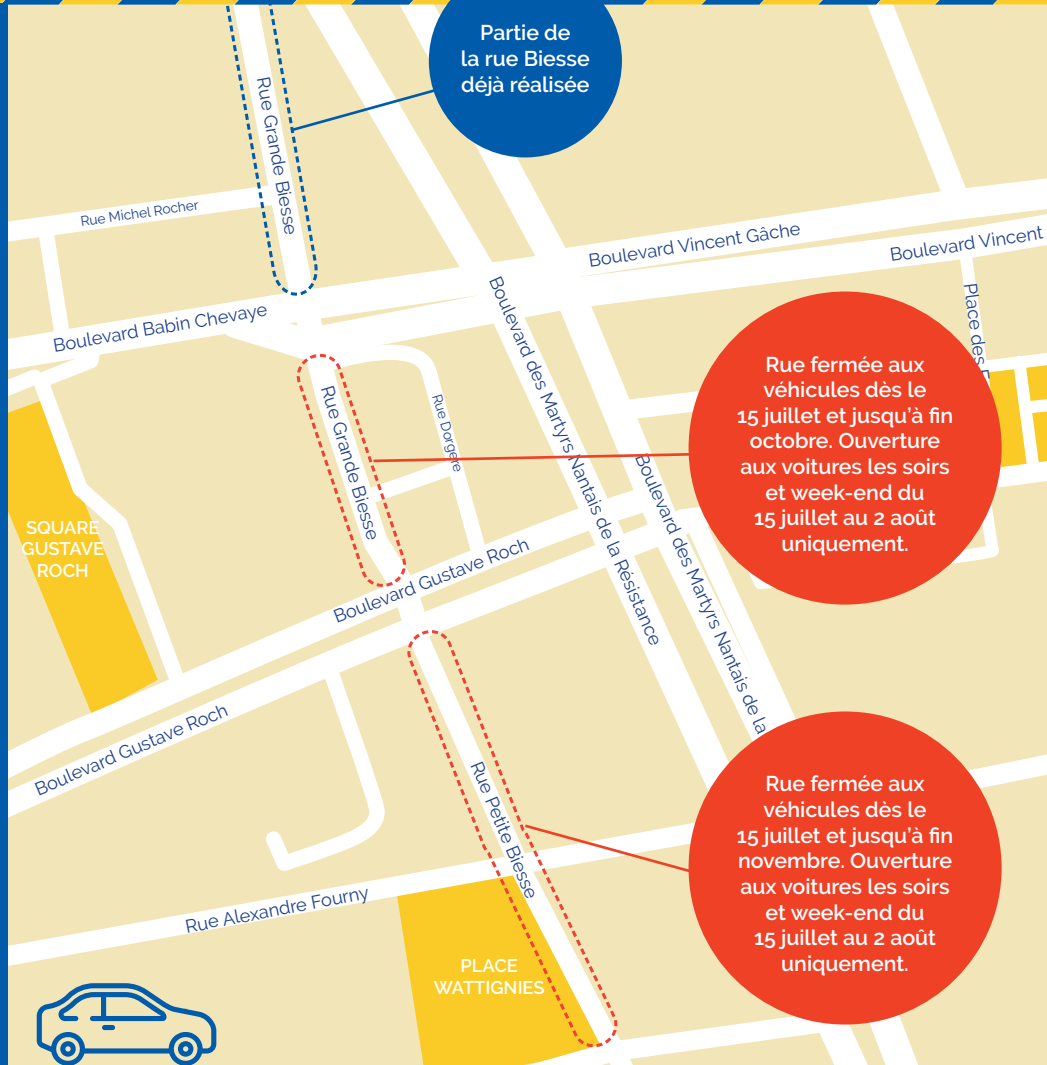 Partie de
la rue Biesse
déjà réalisée
Rue Grande Biesse
Rue Michel Rocher
Boulevard Vincent Gâche
Boulevard Vincent
Boulevard Babin Chevaye
Place des
Boulevard des Martyrs Nantais de la Résistance
Rue fermée aux
véhicules dès le
15 juillet et jusqu'à fin
octobre. Ouverture
aux voitures les soirs
et week-end du
15 juillet au 2 août
uniquement.
Rue Grande Biesse
Rue Dorgère
Boulevard des Martyrs Nantais de la
SQUARE
GUSTAVE
ROCH
Boulevard Gustave Roch
Boulevard Gustave Roch
Rue Petite Biesse
Rue fermée aux
véhicules dès le
15 juillet et jusqu'à fin
novembre. Ouverture
aux voitures les soirs
et week-end du
15 juillet au 2 août
uniquement.
Rue Alexandre Fourny
PLACE
WATTIGNIES